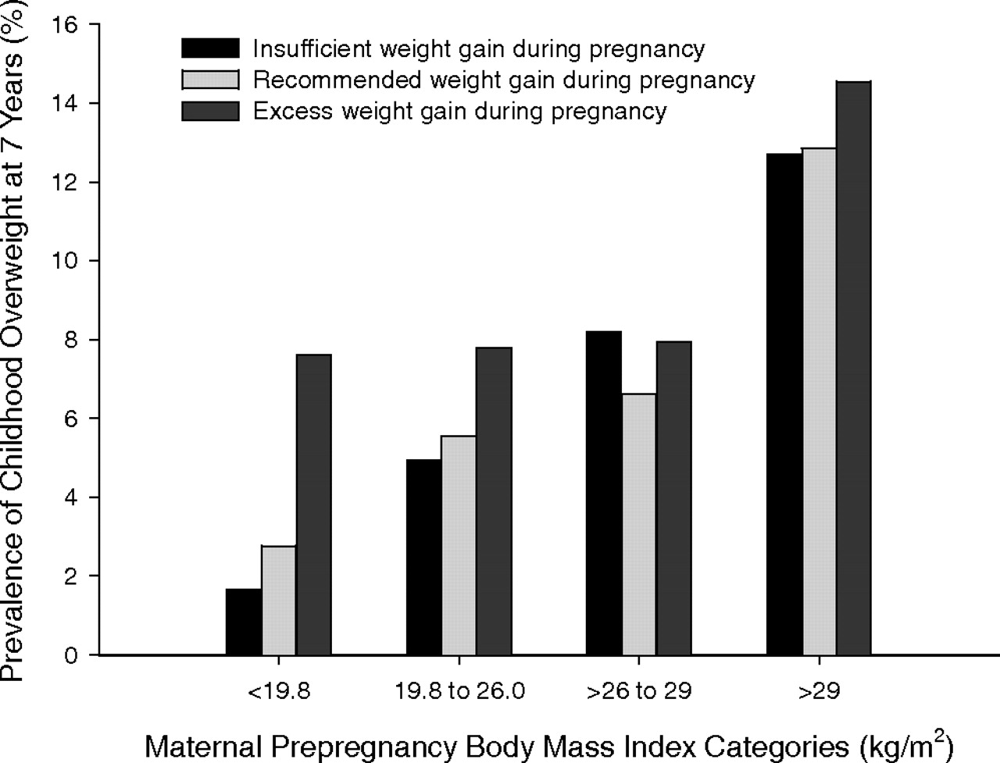 Prevalence of Childhood Overweight at 7 Years (%)
16
14
12
10
8
6
4
2
0
Insufficient weight gain during pregnancy
Recommended weight gain during pregnancy
Excess weight gain during pregnancy
<19.8
19.8 to 26.0
>26 to 29
>29
Maternal Prepregnancy Body Mass Index Categories (kg/m²)